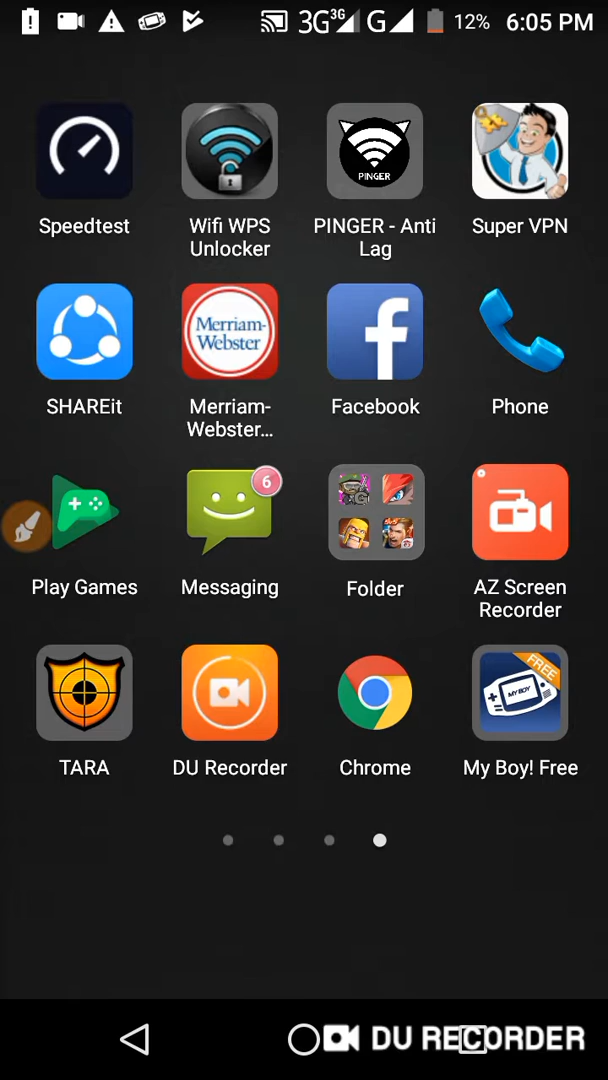 3G 3G G 12% 6:05 PM
PINGER
Speedtest
Wifi WPS
Unlocker
PINGER - Anti
Lag
Super VPN
Merriam-
Webster
SHAREit
Merriam-
Webster...
Facebook
Phone
6
Play Games
Messaging
Folder
AZ Screen
Recorder
FREE
MY BOY!
TARA
DU Recorder
Chrome
My Boy! Free
DU RECORDER